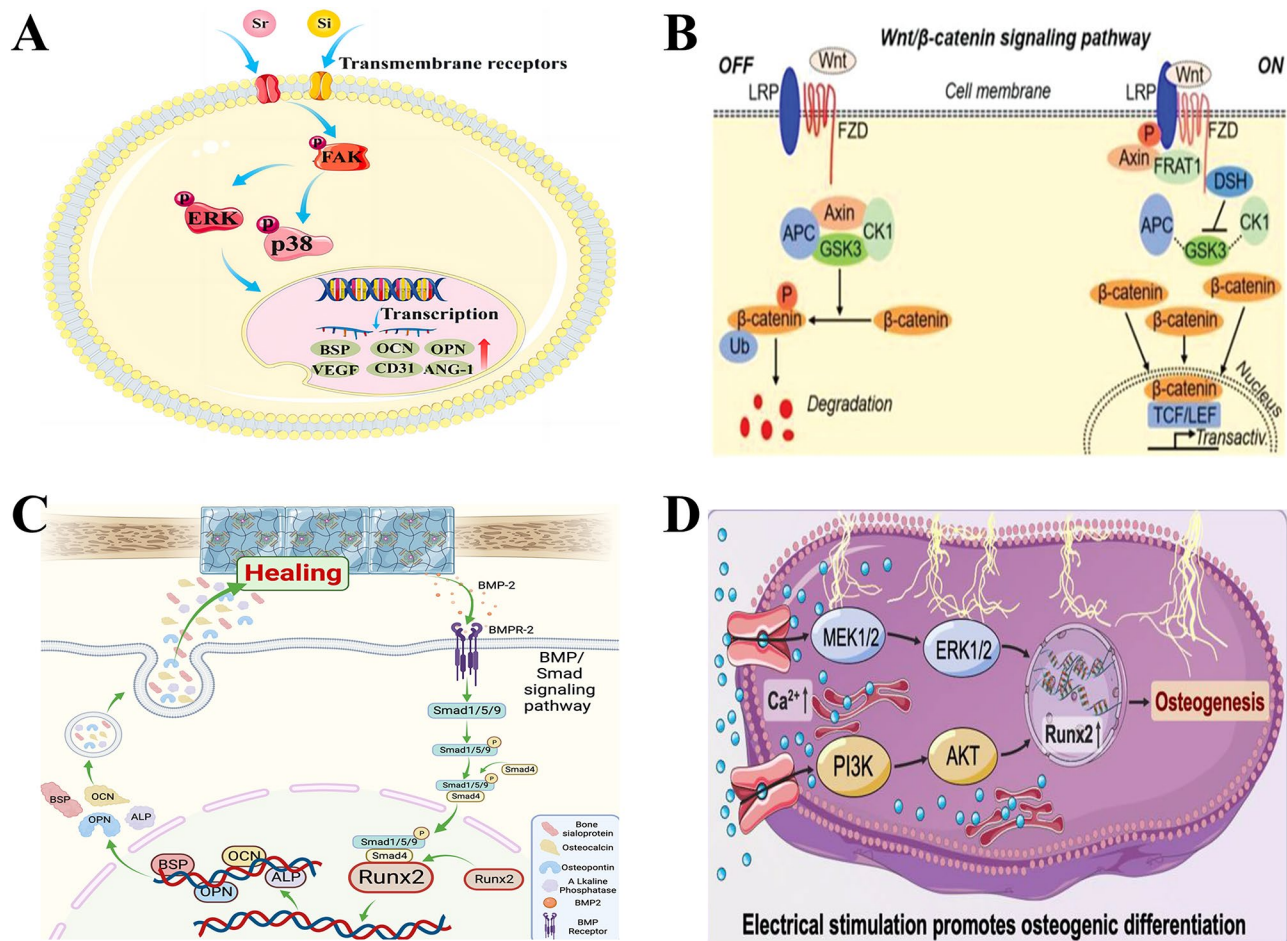 A
Sr
Si
Transmembrane receptors
P
FAK
P
ERK
P
p38
Transcription
BSP OCN OPN
VEGF CD31 ANG-1
B
Wnt/β-catenin signaling pathway
OFF
ON
Wnt
LRP
Cell membrane
FZD
LRP
Wnt
FZD
P
Axin
FRAT1
DSH
Axin
APC
CK1
GSK3
APC
CK1
GSK3
P
β-catenin
β-catenin
Ub
Degradation
β-catenin
β-catenin
β-catenin
Nucleus
β-catenin
TCF/LEF
Transactiv.
C
Healing
BMP-2
BMPR-2
BMP/
Smad
signaling
pathway
Smad1/5/9
P
Smad1/5/9
Smad4
P
Smad1/5/9
Smad4
BSP
OCN
OPN
ALP
P
Smad1/5/9
Smad4
Runx2
Runx2
BSP
OCN
OPN
ALP
Bone
sialoprotein
Osteocalcin
Osteopontin
A Lkaline
Phosphatase
BMP2
BMP
Receptor
D
MEK1/2
ERK1/2
Ca²⁺↑
Runx2↑
Osteogenesis
PI3K
AKT
Electrical stimulation promotes osteogenic differentiation